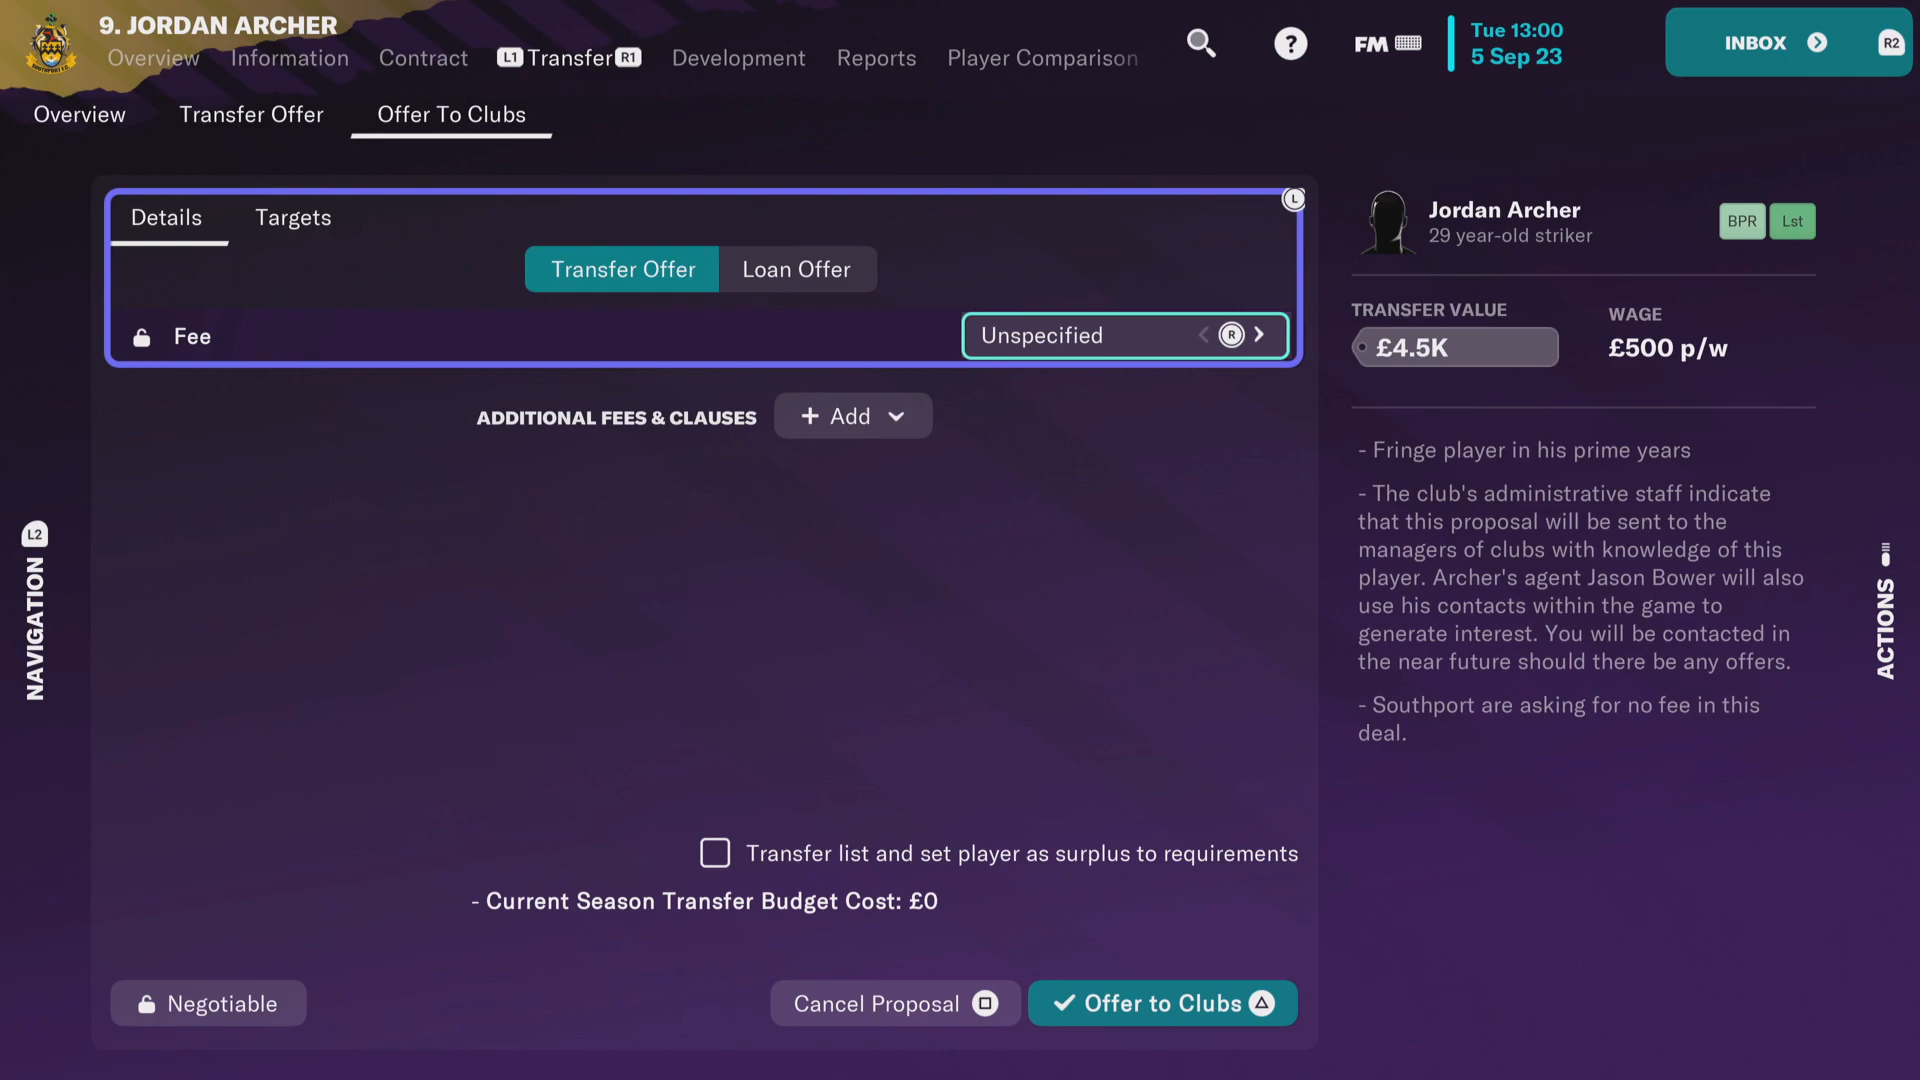 9. JORDAN ARCHER
Overview Information Contract L1 Transfer R1 Development Reports Player Comparison
? FM Tue 13:00
5 Sep 23
INBOX R2
Overview Transfer Offer Offer To Clubs
Details Targets
L
Transfer Offer Loan Offer
Fee Unspecified R
ADDITIONAL FEES & CLAUSES + Add
Transfer list and set player as surplus to requirements
- Current Season Transfer Budget Cost: £0
Negotiable Cancel Proposal Offer to Clubs
Jordan Archer
29 year-old striker
BPR Lst
TRANSFER VALUE
£4.5K
WAGE
£500 p/w
- Fringe player in his prime years
- The club's administrative staff indicate
that this proposal will be sent to the
managers of clubs with knowledge of this
player. Archer's agent Jason Bower will also
use his contacts within the game to
generate interest. You will be contacted in
the near future should there be any offers.
- Southport are asking for no fee in this
deal.
L2
NAVIGATION
ACTIONS
SOUTHPORT F.C.